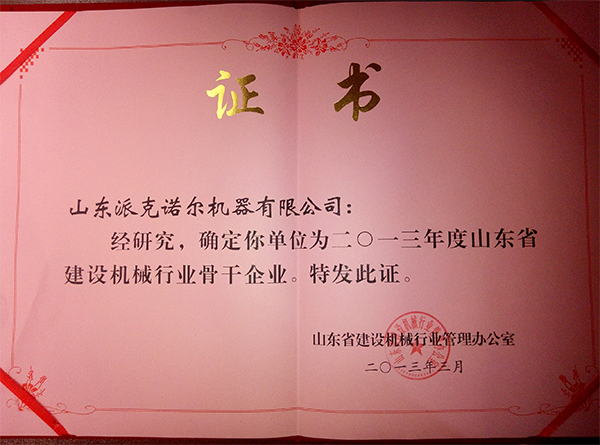 证 书
山东派克诺尔机器有限公司：
经研究，确定你单位为二〇一三年度山东省
建设机械行业骨干企业。特发此证。
山东省建设机械行业管理办公室
二〇一三年三月